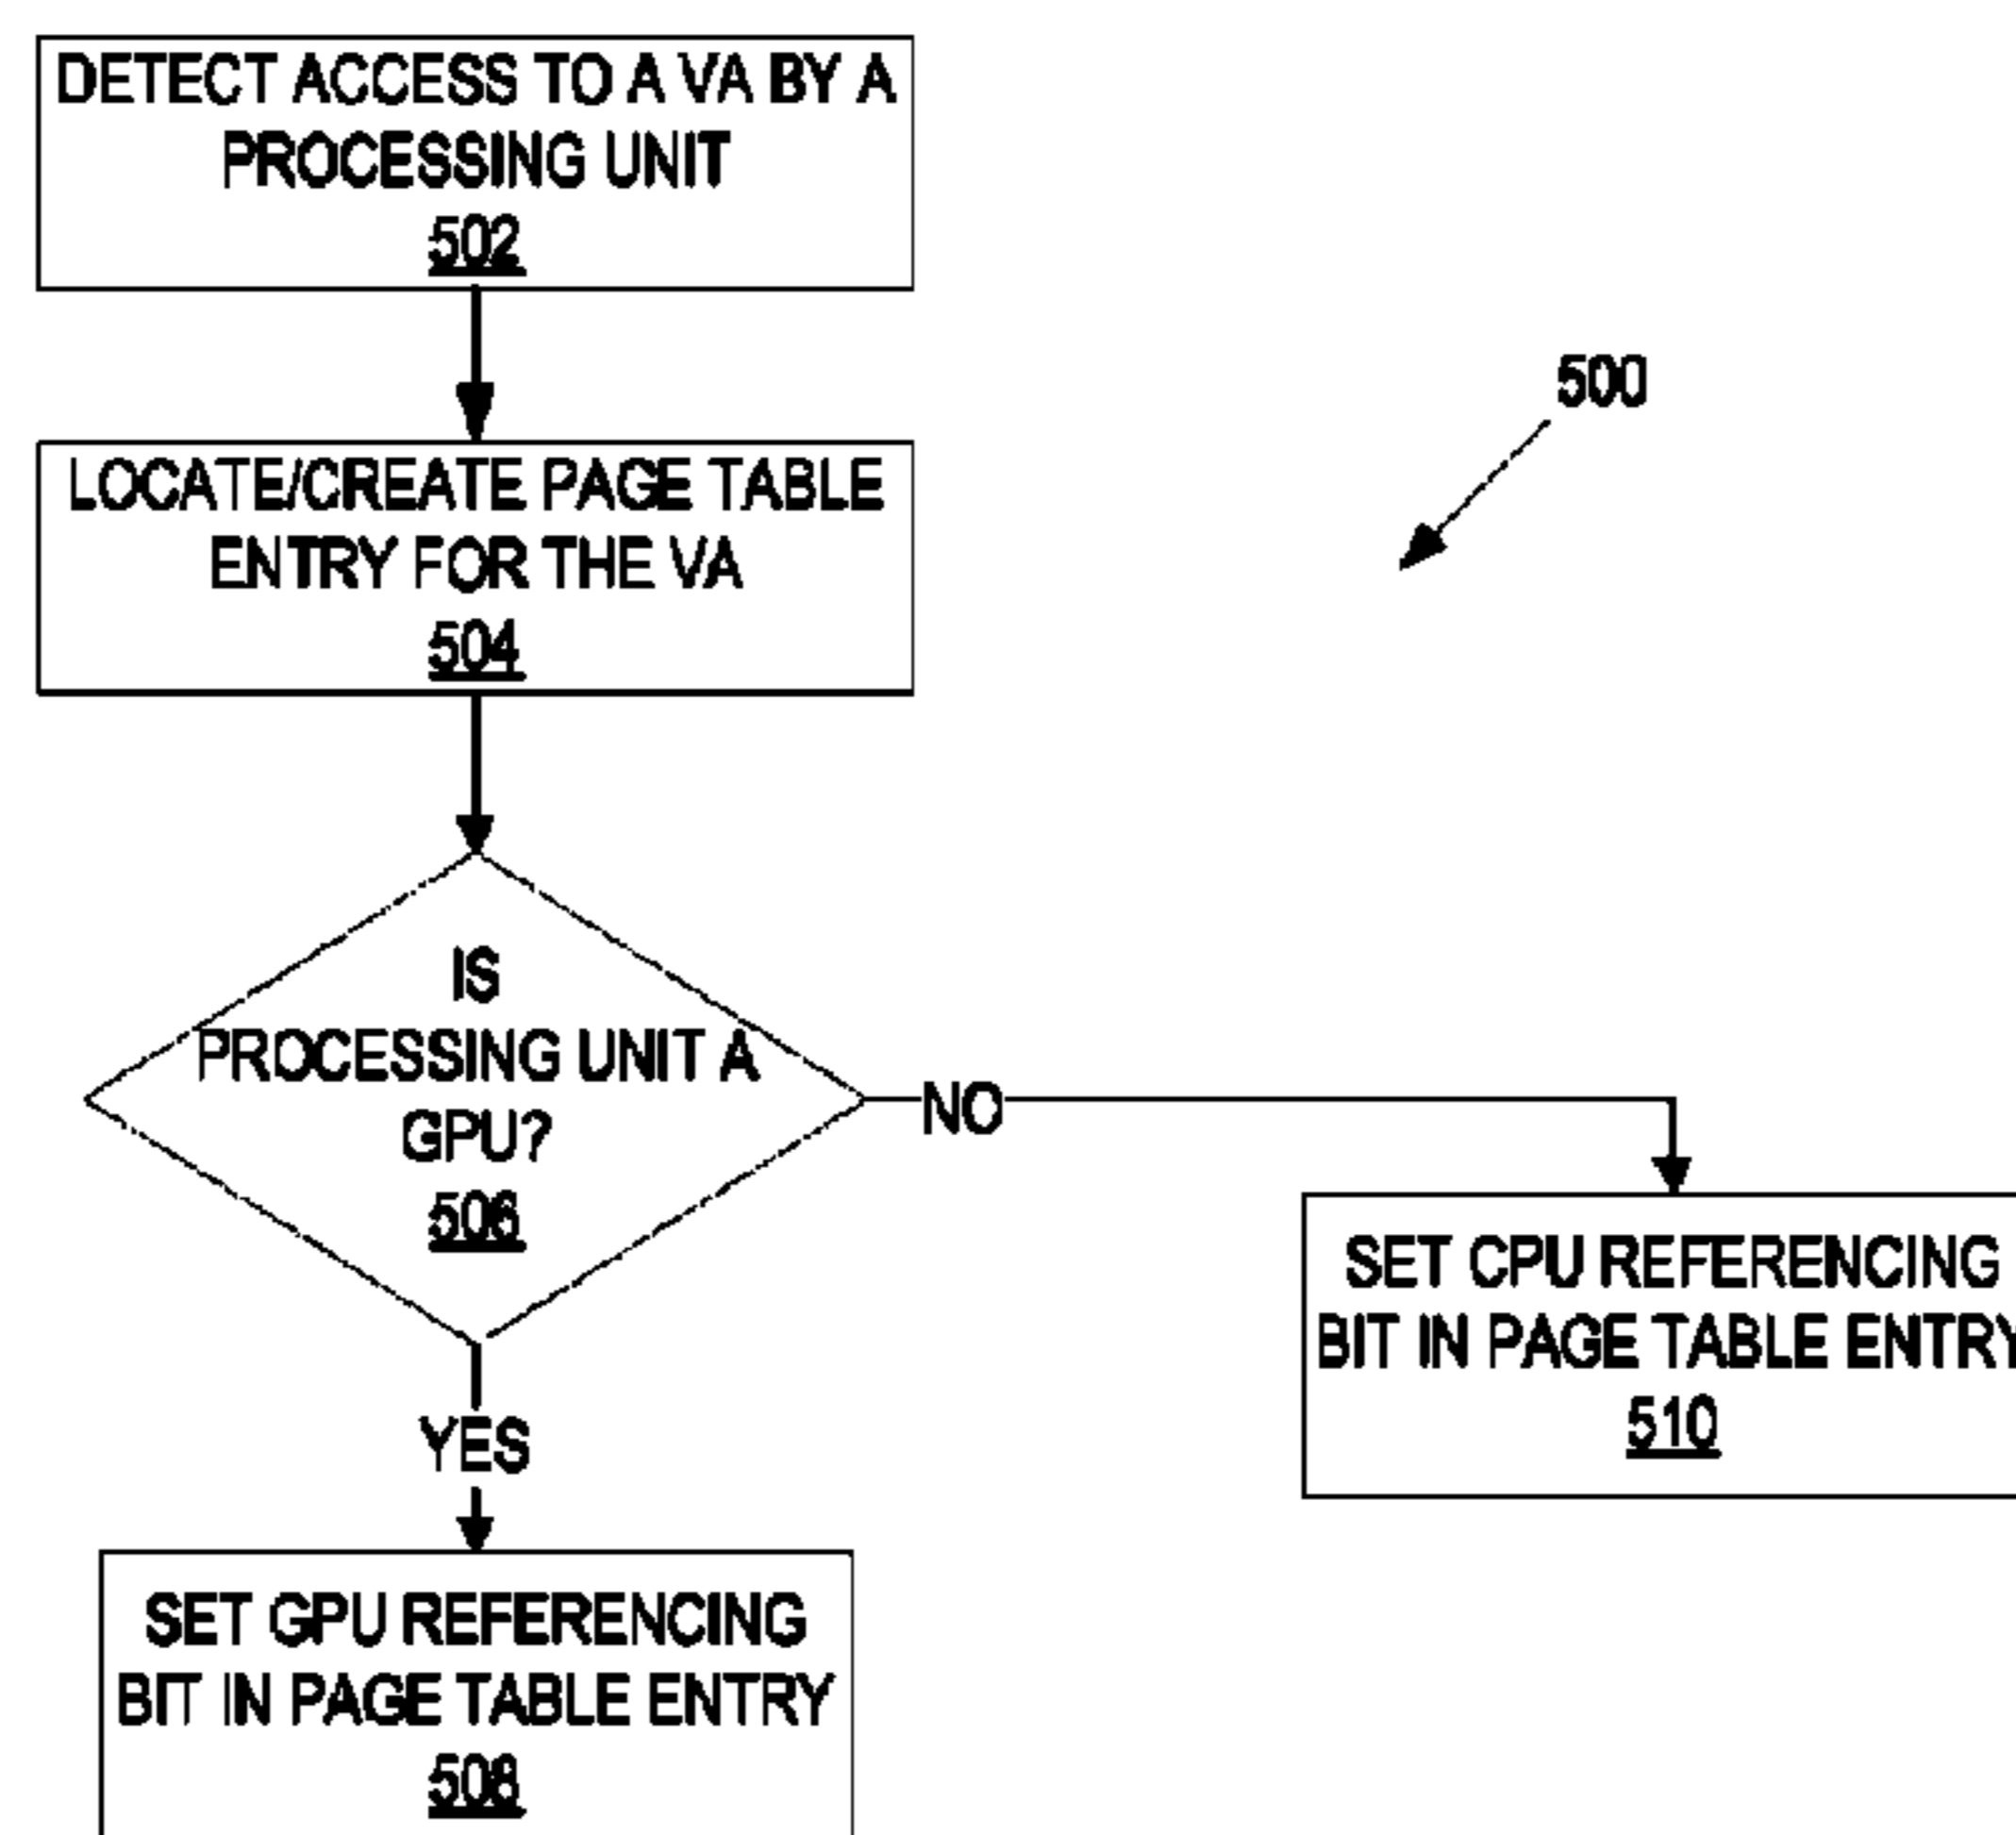 DETECT ACCESS TO A VA BY A
PROCESSING UNIT
502
500
LOCATE/CREATE PAGE TABLE
ENTRY FOR THE VA
504
IS
PROCESSING UNIT A
GPU?
506
NO
YES
SET CPU REFERENCING
BIT IN PAGE TABLE ENTRY
510
SET GPU REFERENCING
BIT IN PAGE TABLE ENTRY
508